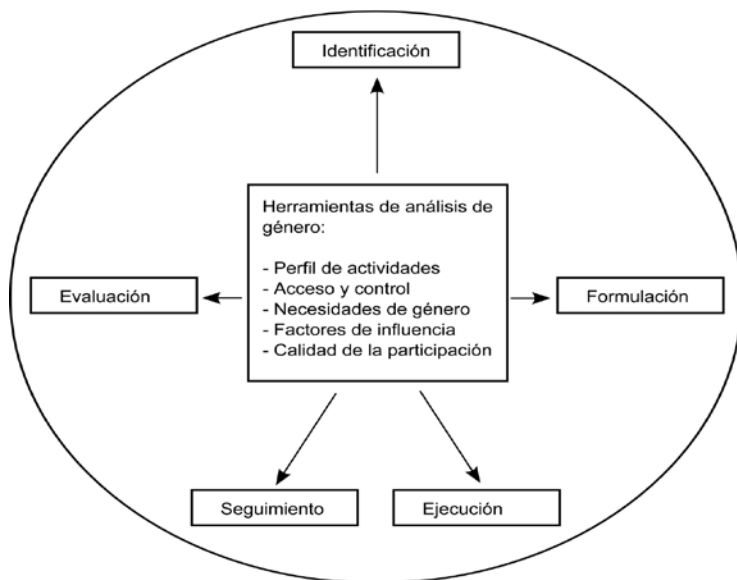 Identificación
Herramientas de análisis de
género:
- Perfil de actividades
- Acceso y control
- Necesidades de género
- Factores de influencia
- Calidad de la participación
Evaluación
Formulación
Seguimiento
Ejecución